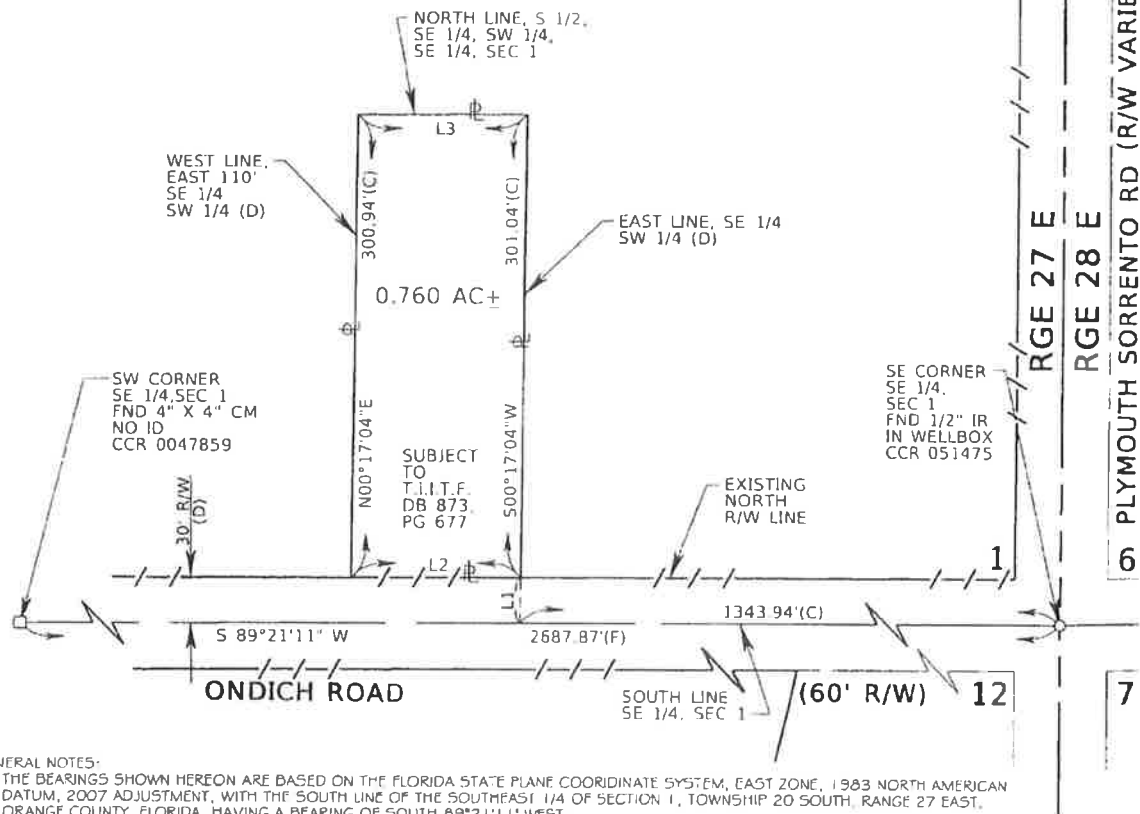 NORTH LINE, S 1/2,
SE 1/4, SW 1/4,
SE 1/4, SEC 1
L3
WEST LINE,
EAST 110'
SE 1/4
SW 1/4 (D)
300.94'(C)
301.04'(C)
EAST LINE, SE 1/4
SW 1/4 (D)
0.760 AC±
RGE 27 E
RGE 28 E
PLYMOUTH SORRENTO RD (R/W VARIE
SW CORNER
SE 1/4, SEC 1
FND 4" X 4" CM
NO ID
CCR 0047859
SE CORNER
SE 1/4,
SEC 1
FND 1/2" IR
IN WELLBOX
CCR 051475
N00°17'04"E
S00°17'04"W
SUBJECT
TO
T.I.I.T.F.
DB 873,
PG 677
30' R/W
(D)
EXISTING
NORTH
R/W LINE
L2
1
6
L1
1343.94'(C)
S 89°21'11" W
2687.87'(F)
ONDICH ROAD
SOUTH LINE
SE 1/4, SEC 1
(60' R/W)
12
7
NERAL NOTES:
THE BEARINGS SHOWN HEREON ARE BASED ON THE FLORIDA STATE PLANE COORIDINATE SYSTEM, EAST ZONE, 1983 NORTH AMERICAN
DATUM, 2007 ADJUSTMENT, WITH THE SOUTH LINE OF THE SOUTHEAST 1/4 OF SECTION 1, TOWNSHIP 20 SOUTH, RANGE 27 EAST,
ORANGE COUNTY, FLORIDA, HAVING A BEARING OF SOUTH 89°21'11" WEST